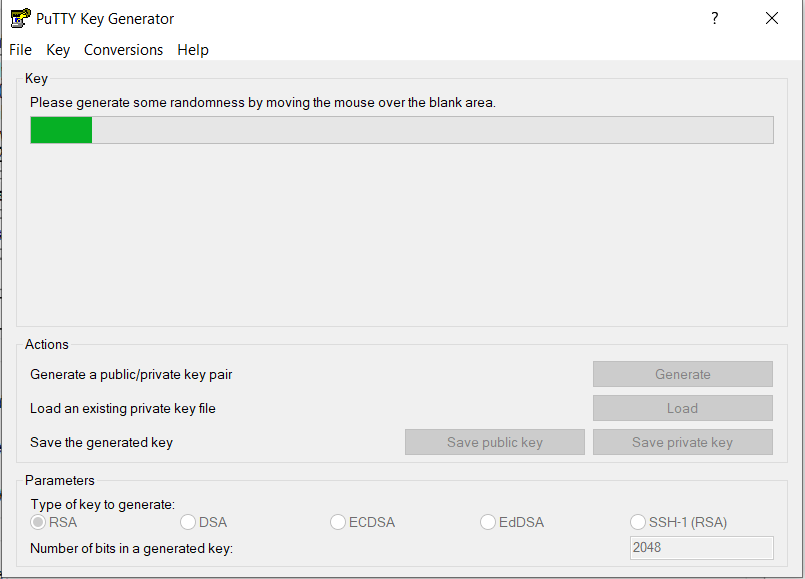 PuTTY Key Generator
?
File Key Conversions Help
Key
Please generate some randomness by moving the mouse over the blank area.
Actions
Generate a public/private key pair
Generate
Load an existing private key file
Load
Save the generated key
Save public key
Save private key
Parameters
Type of key to generate:
RSA DSA ECDSA EdDSA SSH-1 (RSA)
Number of bits in a generated key:
2048